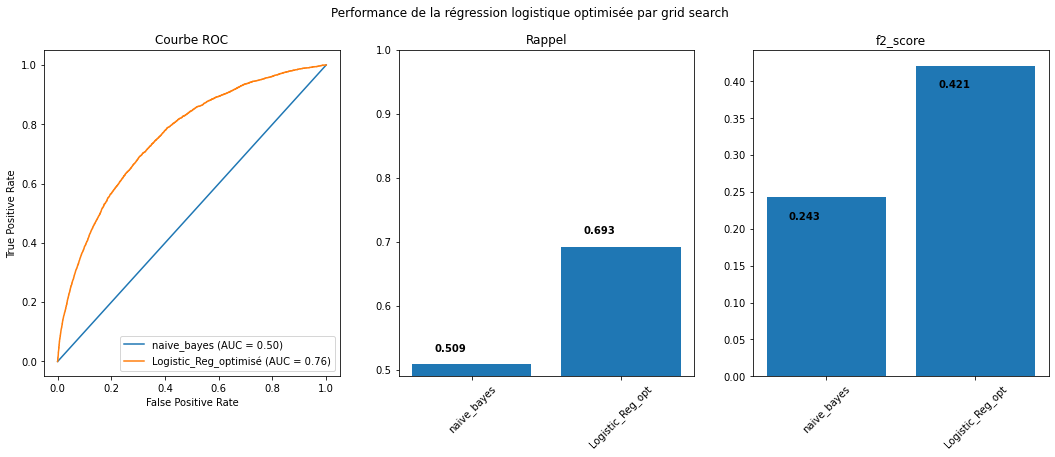 Performance de la régression logistique optimisée par grid search
Courbe ROC
True Positive Rate
1.0
0.8
0.6
0.4
0.2
0.0
0.0 0.2 0.4 0.6 0.8 1.0
False Positive Rate
naive_bayes (AUC = 0.50)
Logistic_Reg_optimisé (AUC = 0.76)
Rappel
1.0
0.9
0.8
0.7
0.6
0.5
0.509
0.693
naive_bayes
Logistic_Reg_opt
f2_score
0.40
0.35
0.30
0.25
0.20
0.15
0.10
0.05
0.00
0.243
0.421
naive_bayes
Logistic_Reg_opt